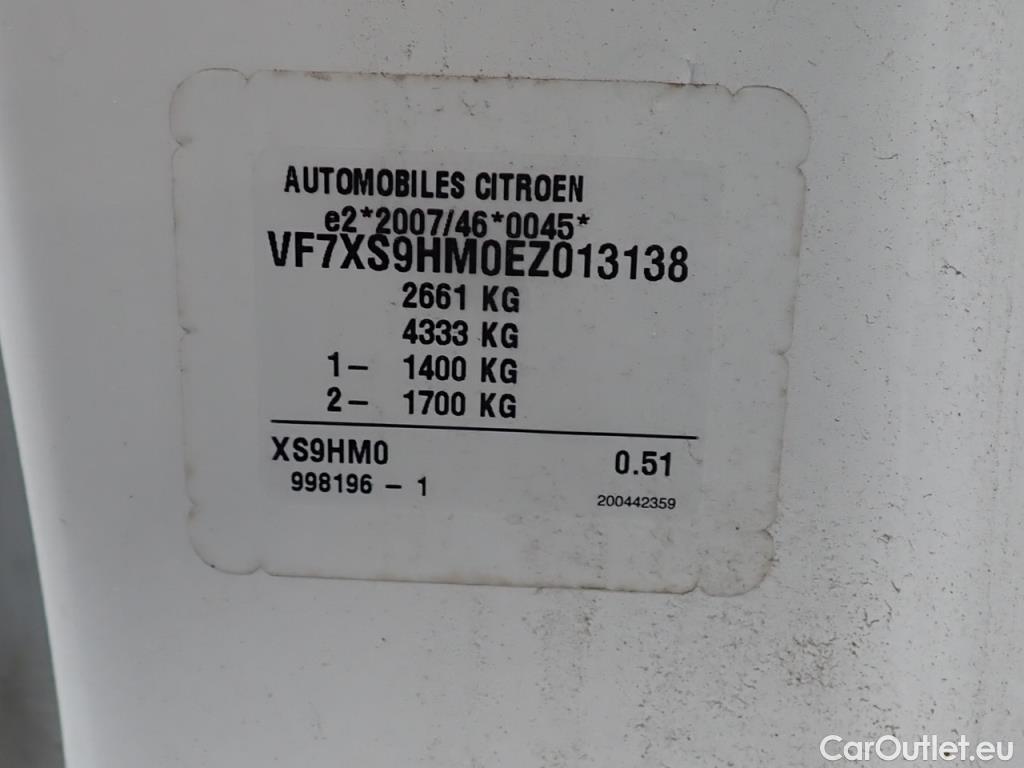 AUTOMOBILES CITROEN
e2*2007/46*0045*
VF7XS9HM0EZ013138
2661 KG
4333 KG
1- 1400 KG
2- 1700 KG
XS9HM0 0.51
998196 - 1 200442359
CarOutlet.eu